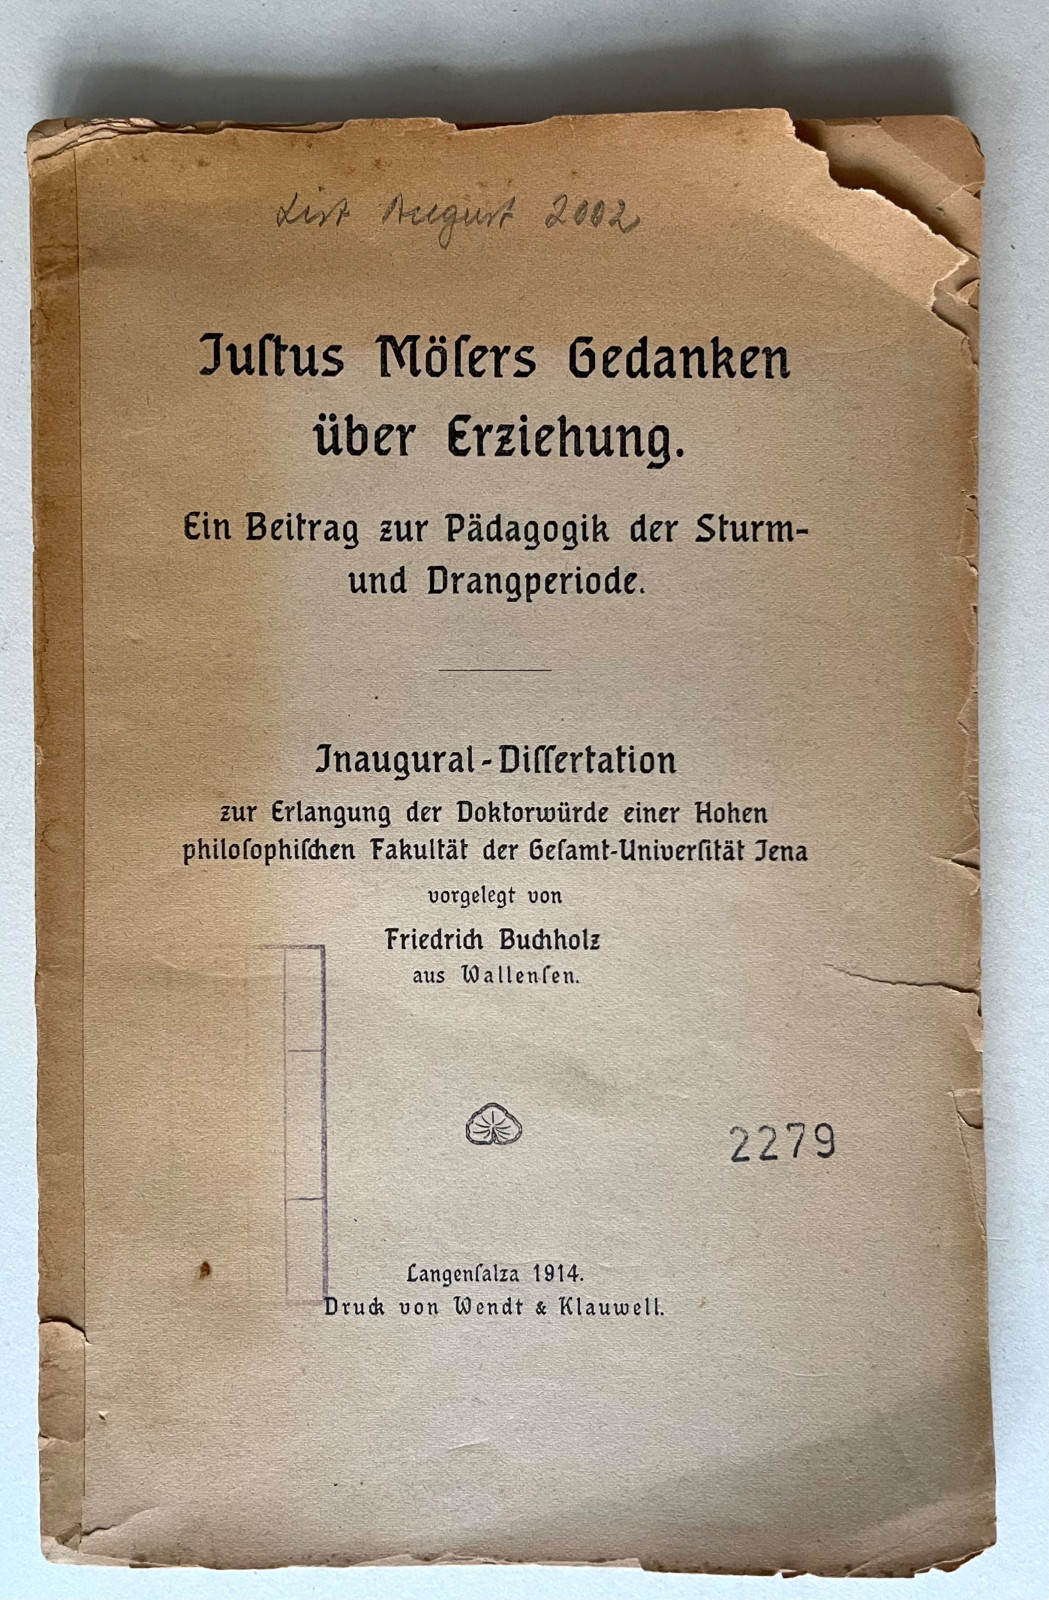 List August 2002
Juſtus Möſers Gedanken
über Erziehung.
Ein Beitrag zur Pädagogik der Sturm-
und Drangperiode.
Inaugural-Diſſertation
zur Erlangung der Doktorwürde einer Hohen
philoſophiſchen Fakultät der Geſamt-Univerſität Jena
vorgelegt von
Friedrich Buchholz
aus Wallenſen.
2279
Langenſalza 1914.
Druck von Wendt & Klauwell.